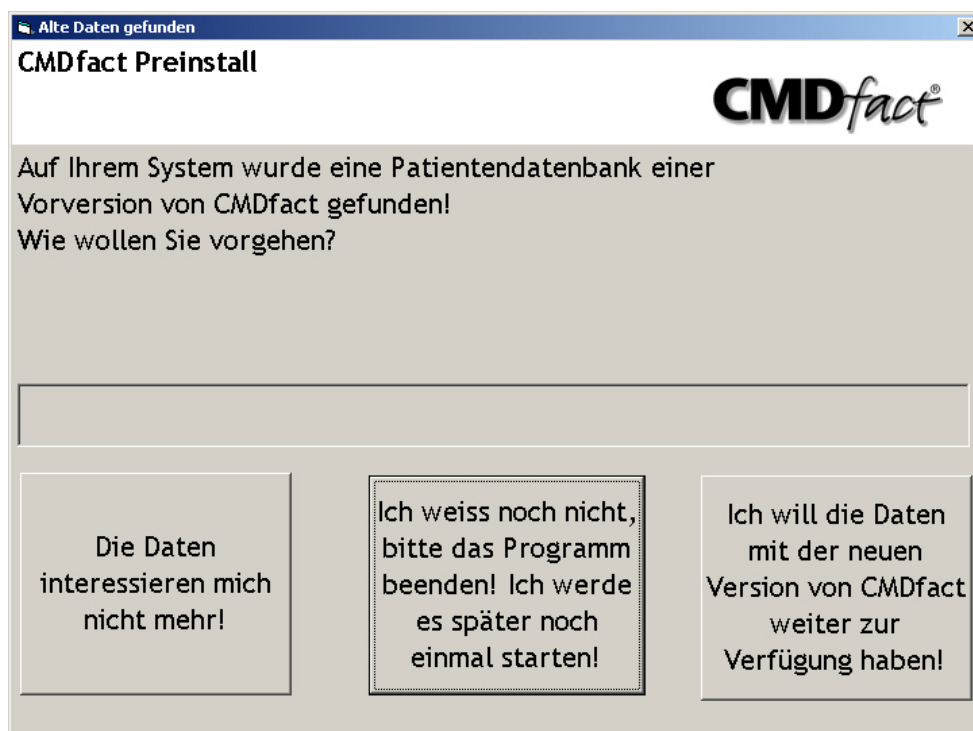 Alte Daten gefunden
CMDfact Preinstall
CMDfact®
Auf Ihrem System wurde eine Patientendatenbank einer
Vorversion von CMDfact gefunden!
Wie wollen Sie vorgehen?
Die Daten
interessieren mich
nicht mehr!
Ich weiss noch nicht,
bitte das Programm
beenden! Ich werde
es später noch
einmal starten!
Ich will die Daten
mit der neuen
Version von CMDfact
weiter zur
Verfügung haben!